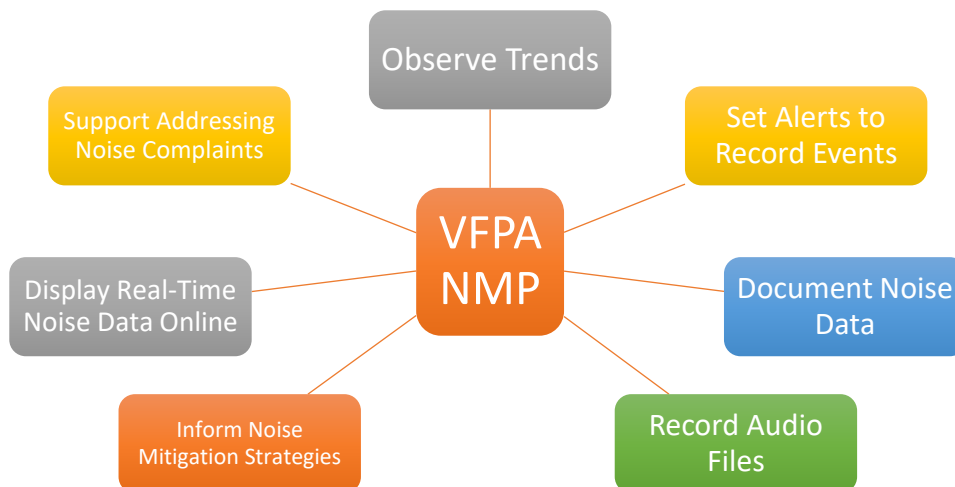 Observe Trends
Support Addressing
Noise Complaints
Set Alerts to
Record Events
VFPA
NMP
Display Real-Time
Noise Data Online
Document Noise
Data
Inform Noise
Mitigation Strategies
Record Audio
Files